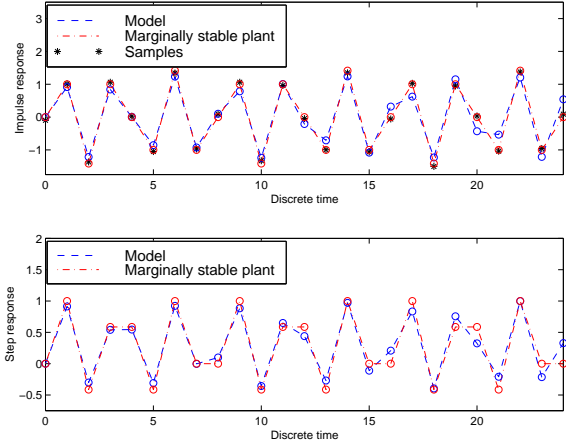 3
2
1
0
−1
Impulse response
Model
Marginally stable plant
Samples
0
5
10
15
20
Discrete time
2
1.5
1
0.5
0
−0.5
Step response
Model
Marginally stable plant
0
5
10
15
20
Discrete time